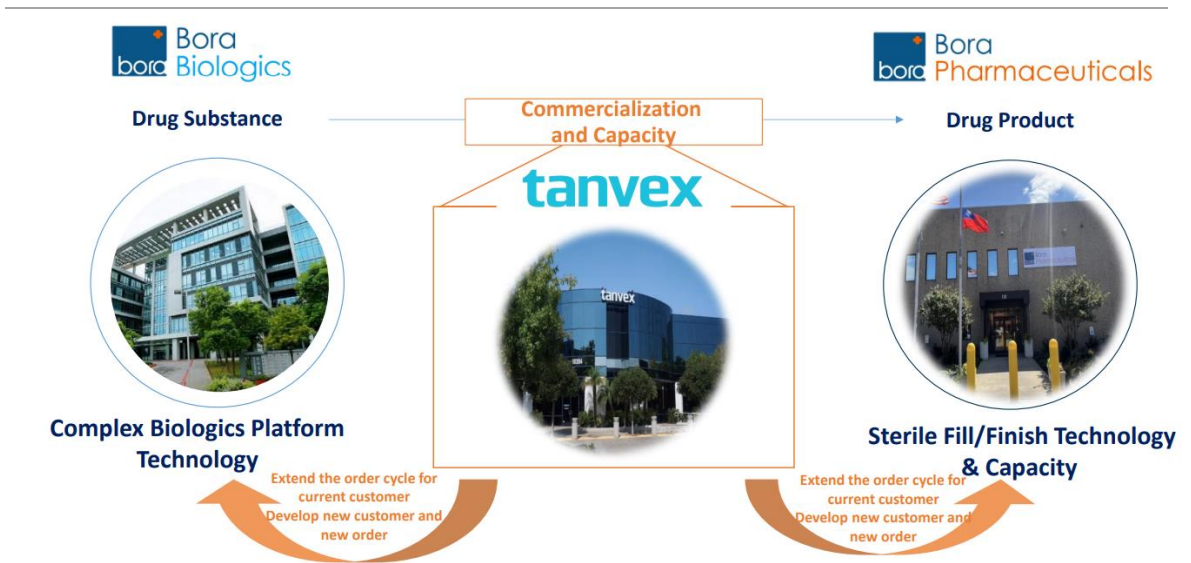 bora
Bora
Biologics
bora
Bora
Pharmaceuticals
Drug Substance
Commercialization
and Capacity
Drug Product
tanvex
tanvex
Complex Biologics Platform
Technology
Sterile Fill/Finish Technology
& Capacity
Extend the order cycle for
current customer
Develop new customer and
new order
Extend the order cycle for
current customer
Develop new customer and
new order